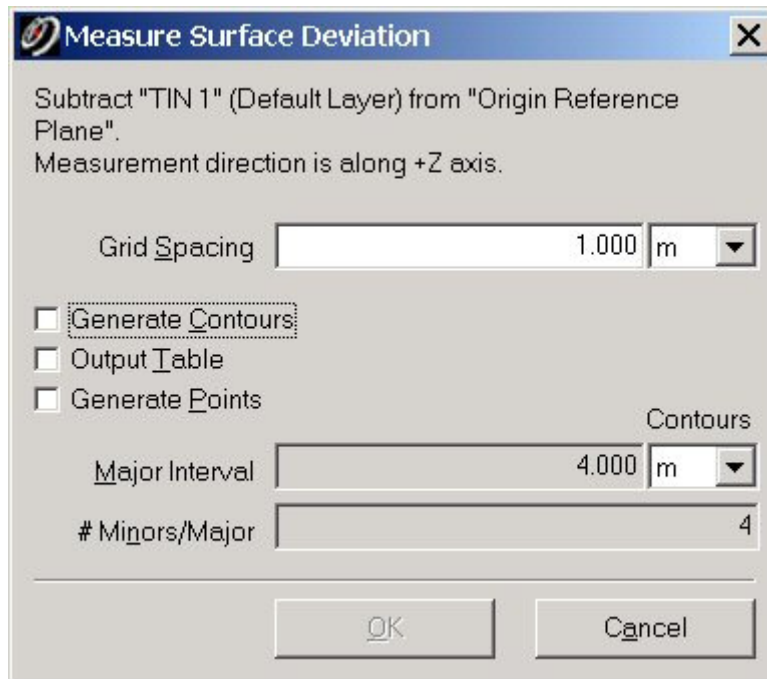 Measure Surface Deviation
Subtract "TIN 1" (Default Layer) from "Origin Reference
Plane".
Measurement direction is along +Z axis.
Grid Spacing 1.000 m
Generate Contours
Output Table
Generate Points
Contours
Major Interval 4.000 m
# Minors/Major 4
OK Cancel